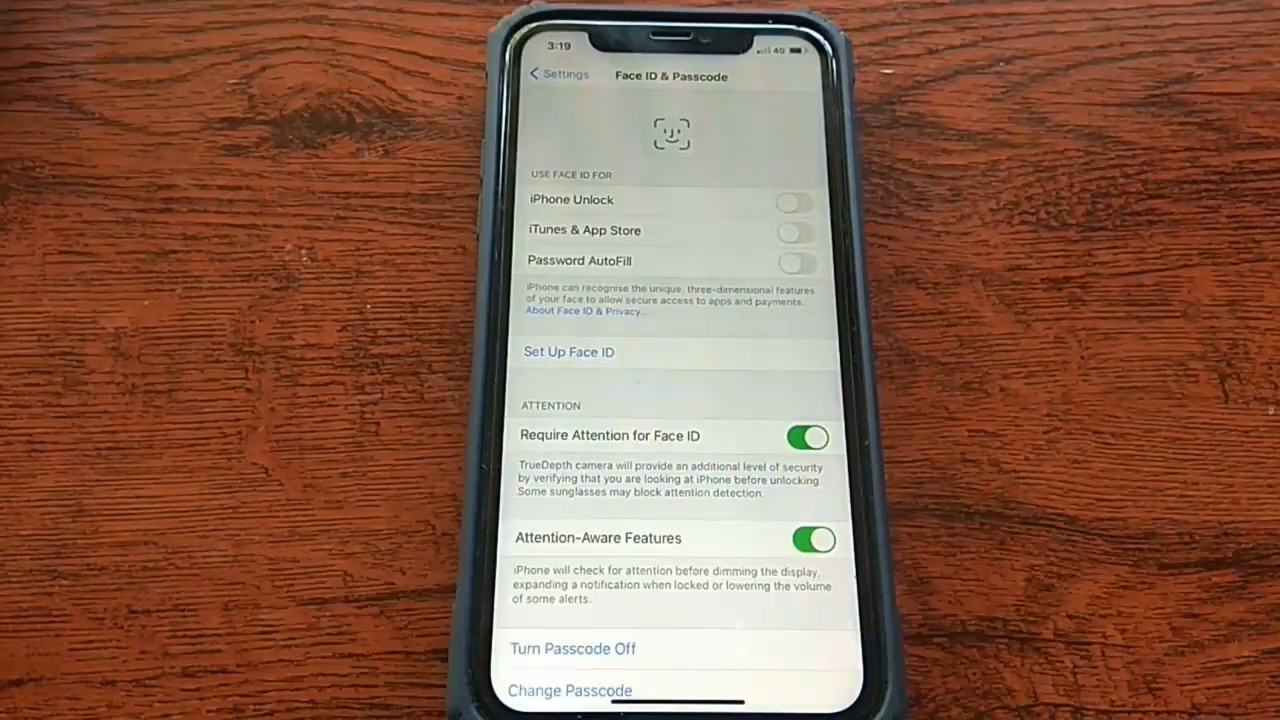 3:19
4G
Settings
Face ID & Passcode
USE FACE ID FOR
iPhone Unlock
iTunes & App Store
Password AutoFill
iPhone can recognise the unique, three-dimensional features
of your face to allow secure access to apps and payments.
About Face ID & Privacy...
Set Up Face ID
ATTENTION
Require Attention for Face ID
TrueDepth camera will provide an additional level of security
by verifying that you are looking at iPhone before unlocking.
Some sunglasses may block attention detection.
Attention-Aware Features
iPhone will check for attention before dimming the display,
expanding a notification when locked or lowering the volume
of some alerts.
Turn Passcode Off
Change Passcode